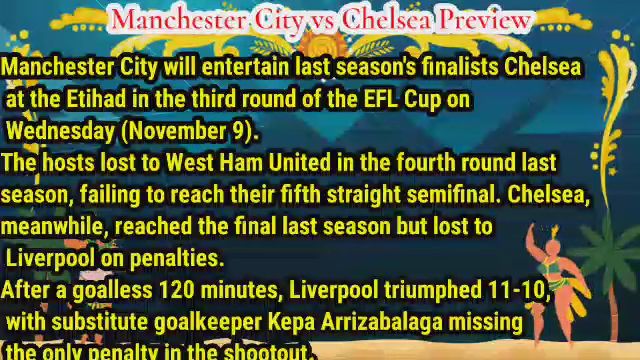 Manchester City vs Chelsea Preview
Manchester City will entertain last season's finalists Chelsea
at the Etihad in the third round of the EFL Cup on
Wednesday (November 9).
The hosts lost to West Ham United in the fourth round last
season, failing to reach their fifth straight semifinal. Chelsea,
meanwhile, reached the final last season but lost to
Liverpool on penalties.
After a goalless 120 minutes, Liverpool triumphed 11-10,
with substitute goalkeeper Kepa Arrizabalaga missing
the only penalty in the shootout.